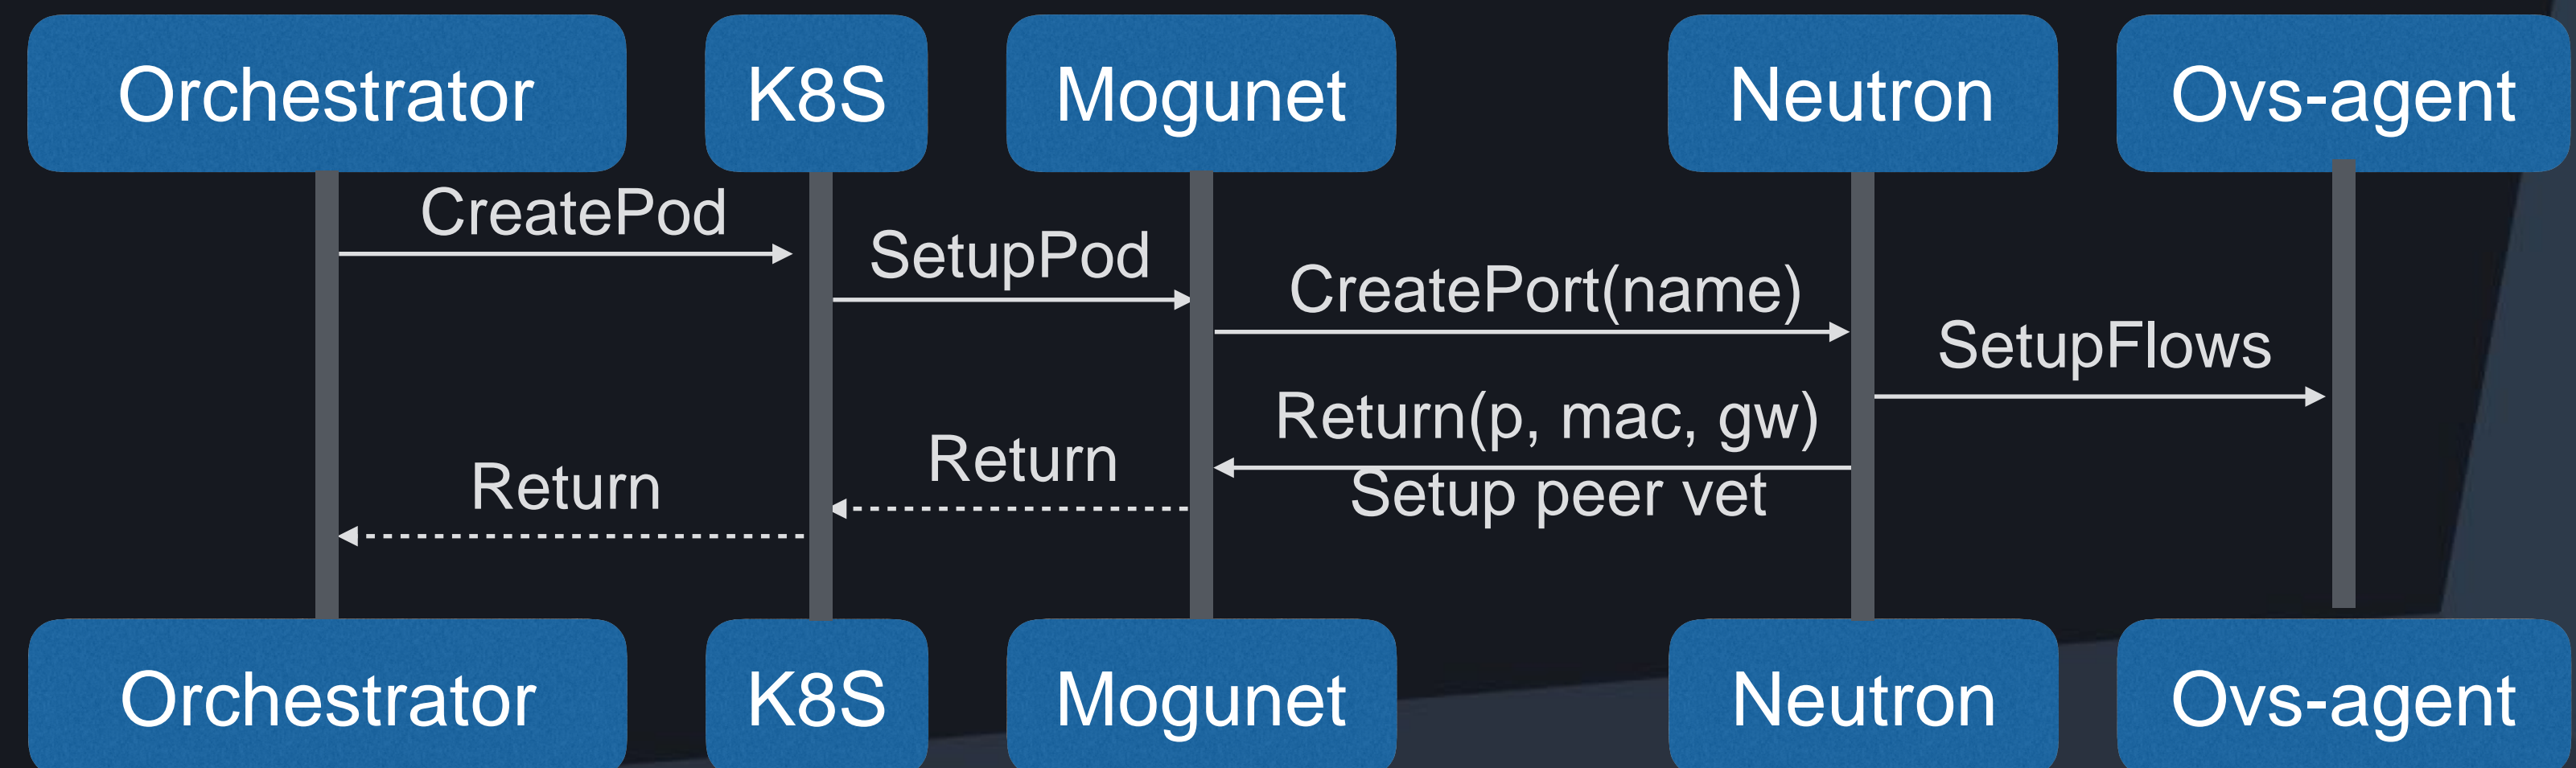 Orchestrator
K8S
Mogunet
Neutron
Ovs-agent
CreatePod
SetupPod
CreatePort(name)
SetupFlows
Return(p, mac, gw)
Return
Return
Setup peer vet
Orchestrator
K8S
Mogunet
Neutron
Ovs-agent